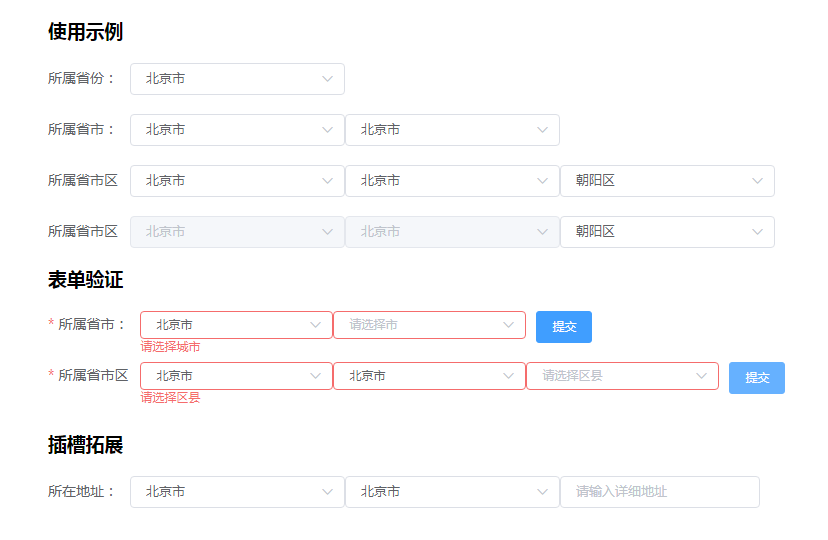 使用示例
所属省份： 北京市
所属省市： 北京市 北京市
所属省市区 北京市 北京市 朝阳区
所属省市区 北京市 北京市 朝阳区
表单验证
* 所属省市： 北京市 请选择市 提交
请选择城市
* 所属省市区 北京市 北京市 请选择区县 提交
请选择区县
插槽拓展
所在地址： 北京市 北京市 请输入详细地址